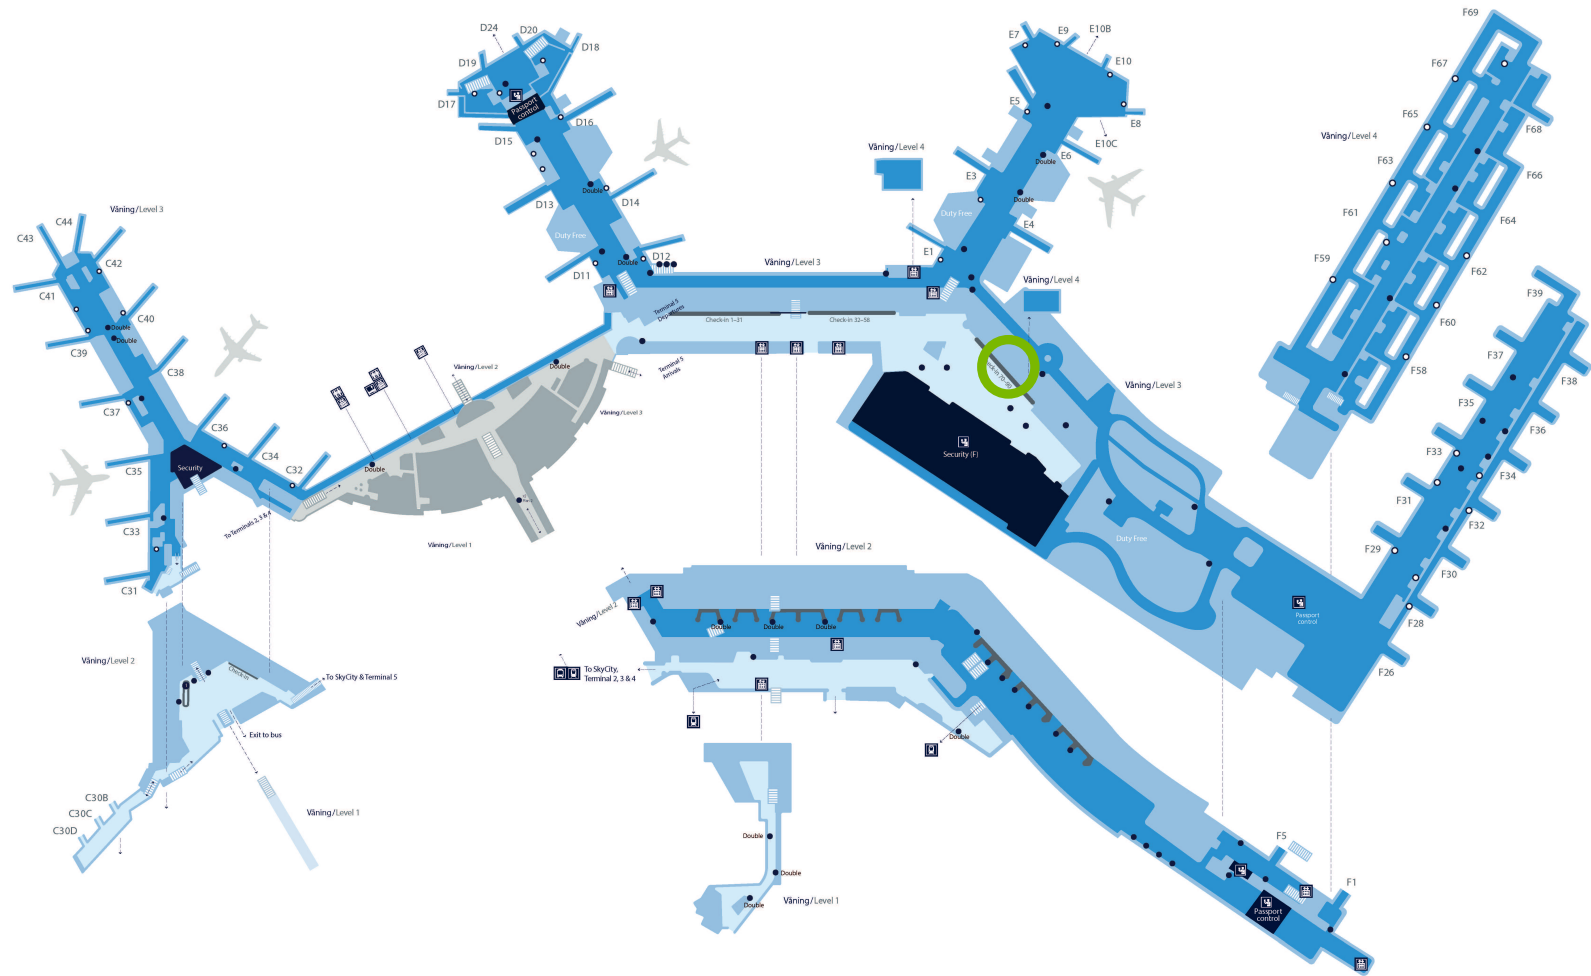 F69
D24
D20
D18
D19
D17
Passport
control
D16
D15
D13
D14
Duty Free
Double
D11
Double
D12
E7
E9
E10B
E10
E5
E8
E10C
E6
Double
E3
Double
Duty Free
E4
E1
Våning/Level 4
Våning/Level 3
Våning/Level 4
F67
F65
Våning/Level 4
F68
F63
F66
F61
F64
F59
F62
F60
F58
F39
F37
F38
F35
F36
F33
F34
F31
F32
F29
F30
F28
F26
C44
Våning/Level 3
C43
C42
C41
C40
Double
Double
C39
C38
C37
C36
C35
Security
C34
C32
C33
C31
To Terminals 2, 3 & 4
Terminal 5
Departures
Check-in 1–31
Check-in 32–58
Terminal 5
Arrivals
Double
Våning/Level 2
Våning/Level 3
Double
Våning/Level 1
Våning/Level 3
Security (F)
Duty Free
Passport
control
Våning/Level 2
Våning/Level 2
Check-in
To SkyCity & Terminal 5
Exit to bus
Våning/Level 1
C30B
C30C
C30D
Våning/Level 2
Double
Double
Double
To SkyCity,
Terminal 2, 3 & 4
Double
Double
Double
Double
Våning/Level 1
F5
F1
Passport
control